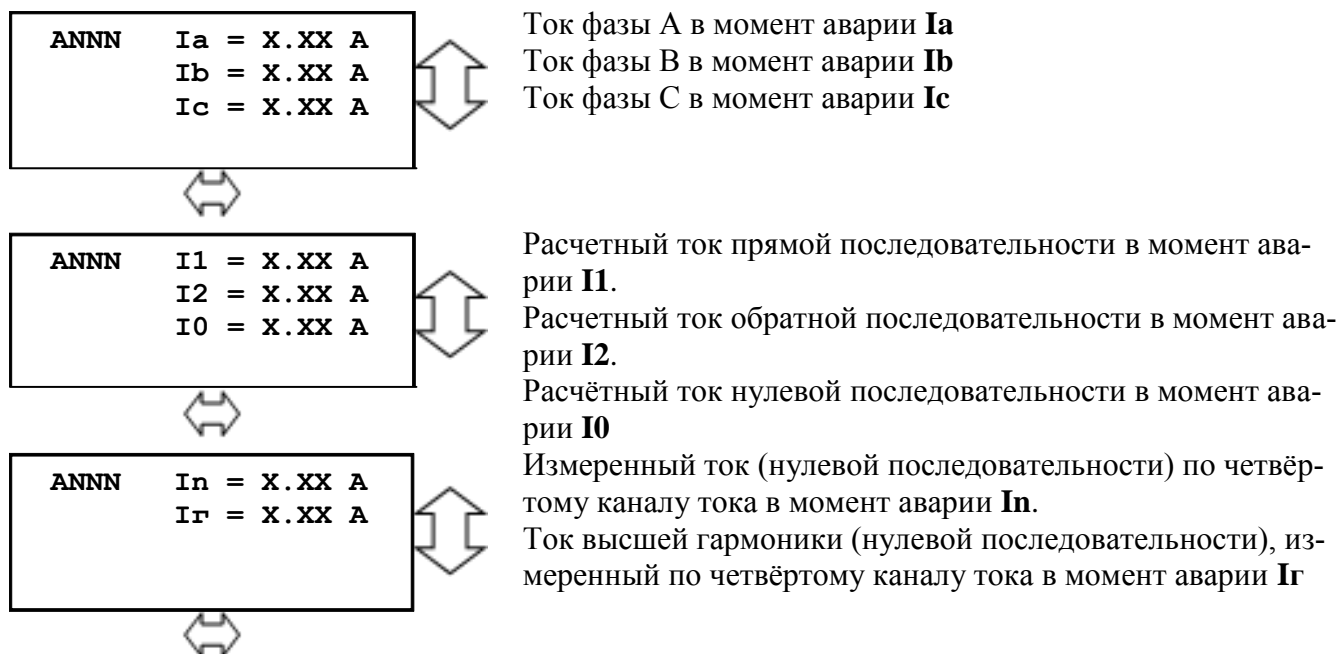 ANNN Ia = X.XX A
Ib = X.XX A
Ic = X.XX A
Ток фазы А в момент аварии Ia
Ток фазы В в момент аварии Ib
Ток фазы С в момент аварии Ic
ANNN I1 = X.XX A
I2 = X.XX A
I0 = X.XX A
Расчетный ток прямой последовательности в момент ава-
рии I1.
Расчетный ток обратной последовательности в момент ава-
рии I2.
Расчётный ток нулевой последовательности в момент ава-
рии I0
ANNN In = X.XX A
Iг = X.XX A
Измеренный ток (нулевой последовательности) по четвёр-
тому каналу тока в момент аварии In.
Ток высшей гармоники (нулевой последовательности), из-
меренный по четвёртому каналу тока в момент аварии Iг